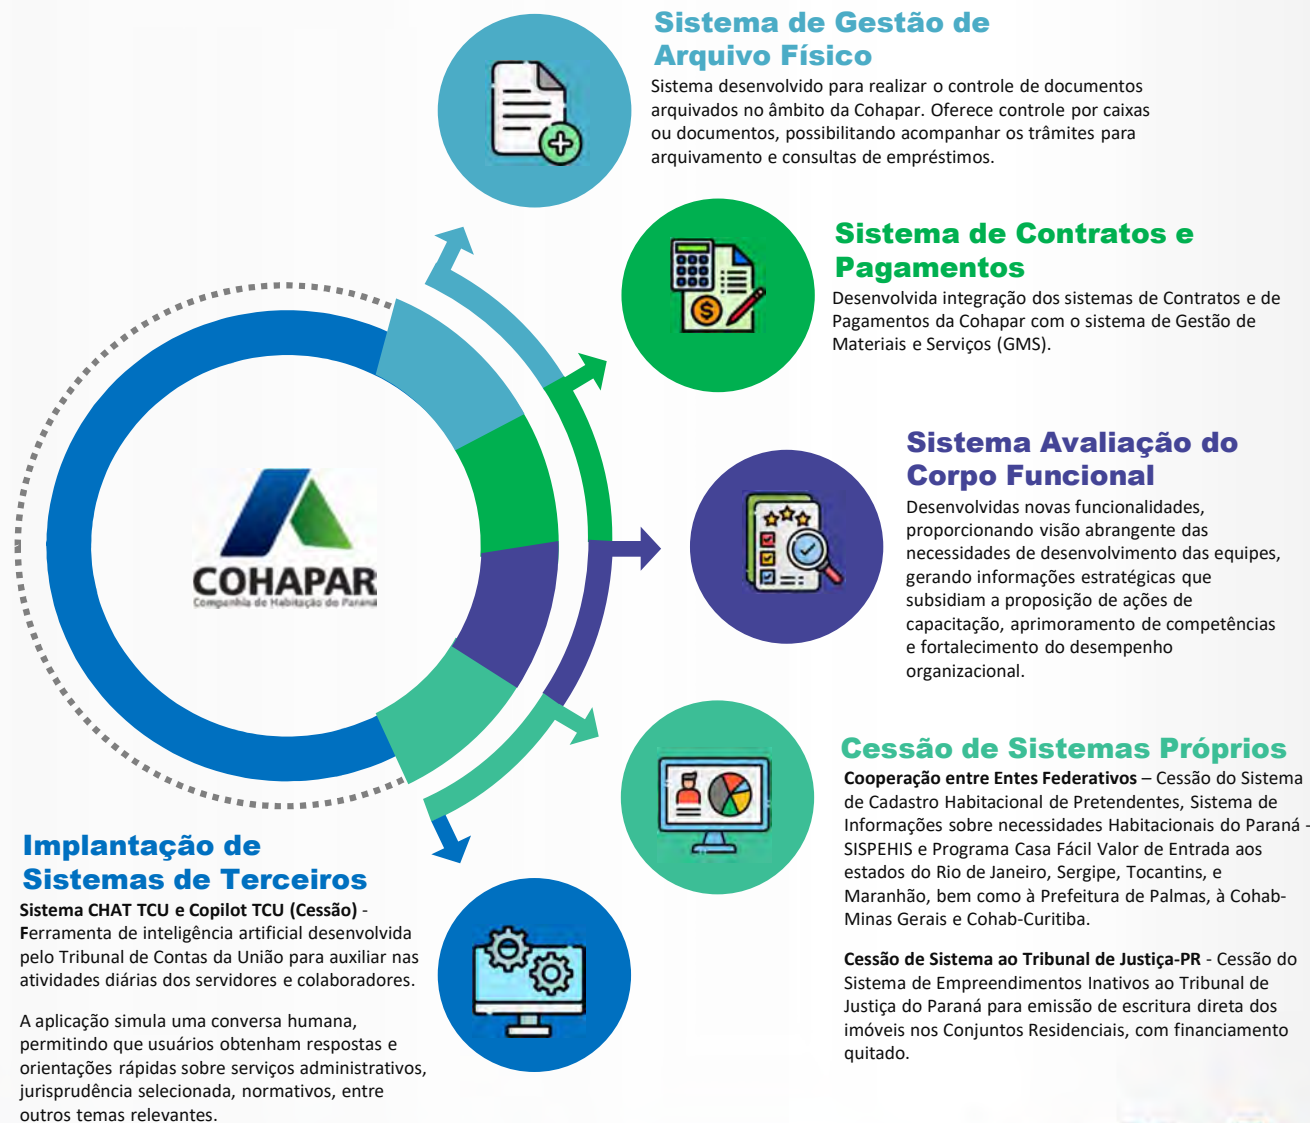 Sistema de Gestão de
Arquivo Físico
Sistema desenvolvido para realizar o controle de documentos
arquivados no âmbito da Cohapar. Oferece controle por caixas
ou documentos, possibilitando acompanhar os trâmites para
arquivamento e consultas de empréstimos.
Sistema de Contratos e
Pagamentos
Desenvolvida integração dos sistemas de Contratos e de
Pagamentos da Cohapar com o sistema de Gestão de
Materiais e Serviços (GMS).
Sistema Avaliação do
Corpo Funcional
Desenvolvidas novas funcionalidades,
proporcionando visão abrangente das
necessidades de desenvolvimento das equipes,
gerando informações estratégicas que
subsidiam a proposição de ações de
capacitação, aprimoramento de competências
e fortalecimento do desempenho
organizacional.
COHAPAR
Companhia de Habitação do Paraná
Cessão de Sistemas Próprios
Cooperação entre Entes Federativos – Cessão do Sistema
de Cadastro Habitacional de Pretendentes, Sistema de
Informações sobre necessidades Habitacionais do Paraná -
SISPEHIS e Programa Casa Fácil Valor de Entrada aos
estados do Rio de Janeiro, Sergipe, Tocantins, e
Maranhão, bem como à Prefeitura de Palmas, à Cohab-
Minas Gerais e Cohab-Curitiba.
Cessão de Sistema ao Tribunal de Justiça-PR - Cessão do
Sistema de Empreendimentos Inativos ao Tribunal de
Justiça do Paraná para emissão de escritura direta dos
imóveis nos Conjuntos Residenciais, com financiamento
quitado.
Implantação de
Sistemas de Terceiros
Sistema CHAT TCU e Copilot TCU (Cessão) -
Ferramenta de inteligência artificial desenvolvida
pelo Tribunal de Contas da União para auxiliar nas
atividades diárias dos servidores e colaboradores.
A aplicação simula uma conversa humana,
permitindo que usuários obtenham respostas e
orientações rápidas sobre serviços administrativos,
jurisprudência selecionada, normativos, entre
outros temas relevantes.